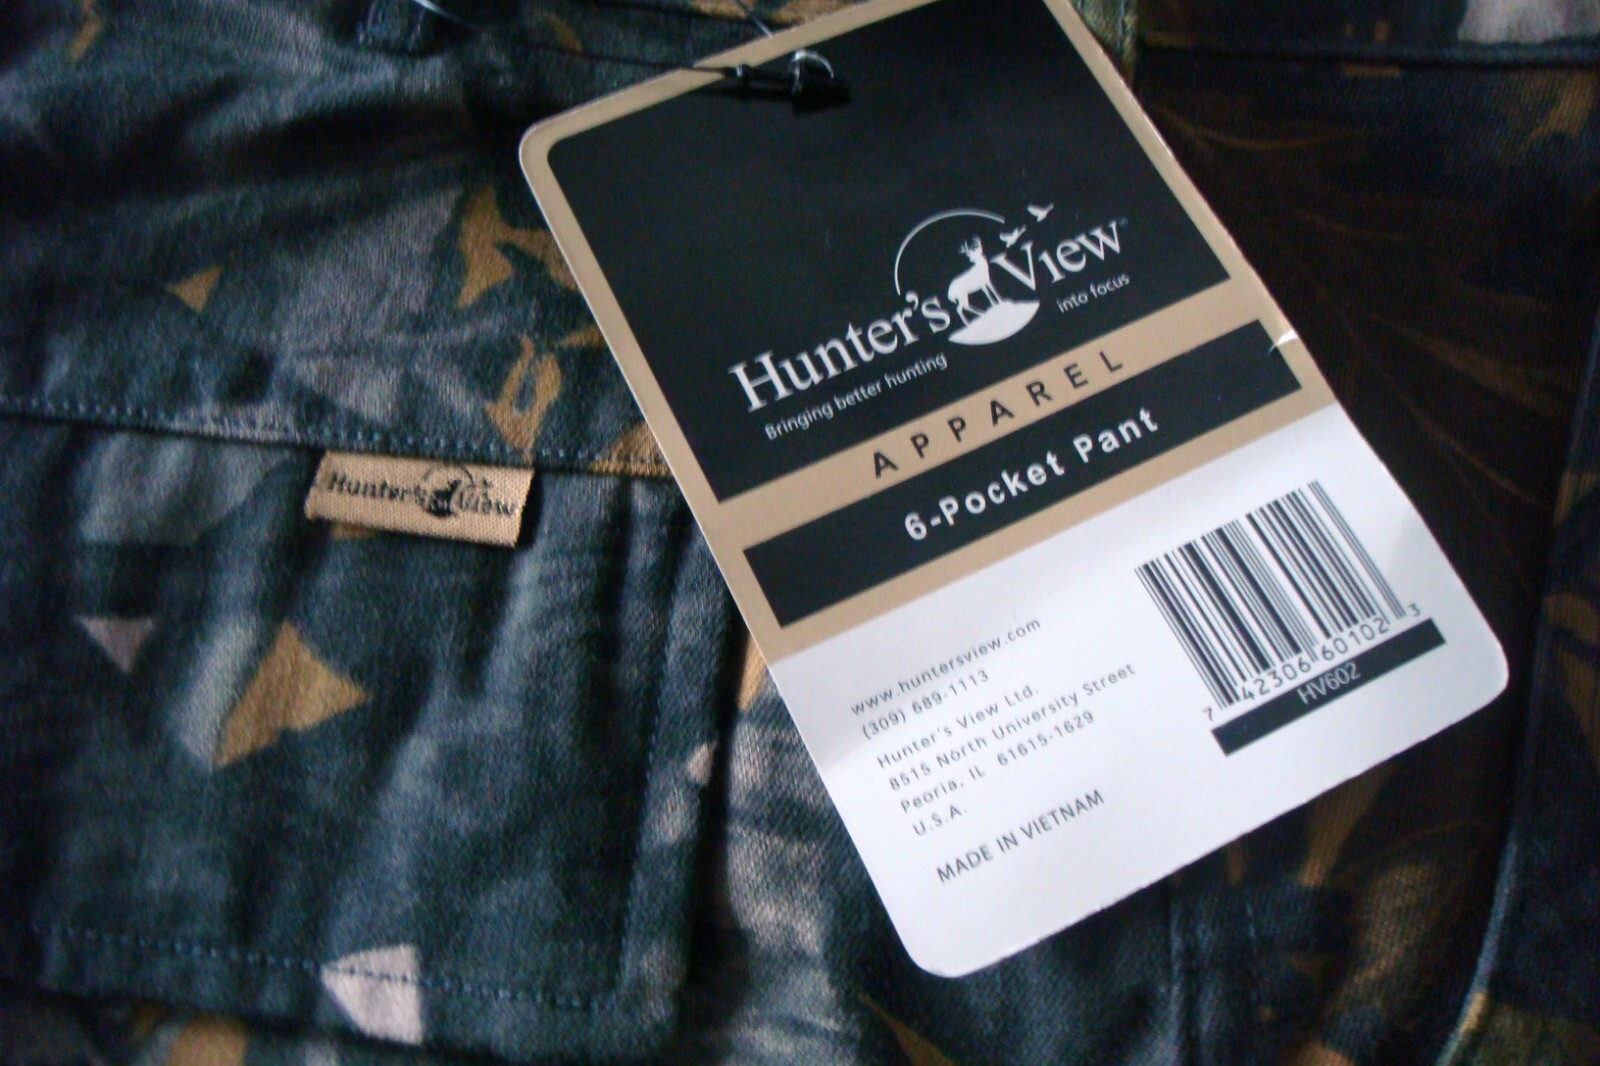 Hunter's View™
Bringing better hunting into focus
APPAREL
6-Pocket Pant
www.huntersview.com
(309) 689-1113
Hunter's View Ltd.
8515 North University Street
Peoria, IL 61615-1629
U.S.A.
MADE IN VIETNAM
7 42306 60102 3
HV602
Hunter's View